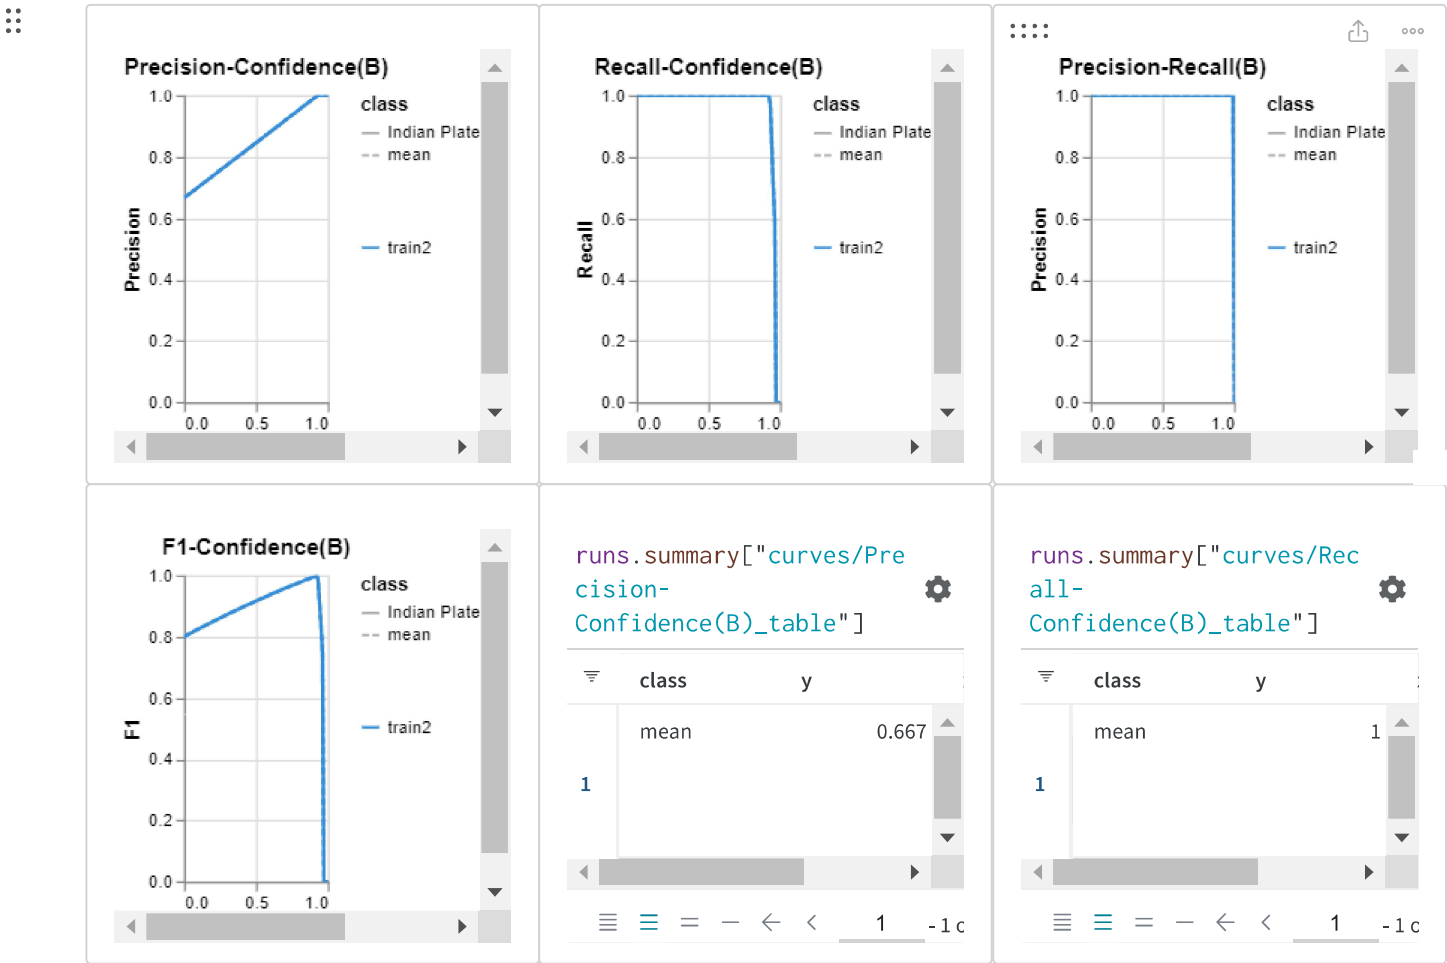 Precision-Confidence(B)
1.0
0.8
0.6
0.4
0.2
0.0
Precision
0.0 0.5 1.0
class
Indian Plate
mean
train2
Recall-Confidence(B)
1.0
0.8
0.6
0.4
0.2
0.0
Recall
0.0 0.5 1.0
class
Indian Plate
mean
train2
Precision-Recall(B)
1.0
0.8
0.6
0.4
0.2
0.0
Precision
0.0 0.5 1.0
class
Indian Plate
mean
train2
F1-Confidence(B)
1.0
0.8
0.6
0.4
0.2
0.0
F1
0.0 0.5 1.0
class
Indian Plate
mean
train2
runs.summary["curves/Pre
cision-
Confidence(B)_table"]
class y
mean 0.667
1
1 - 1
runs.summary["curves/Rec
all-
Confidence(B)_table"]
class y
mean 1
1
1 - 1